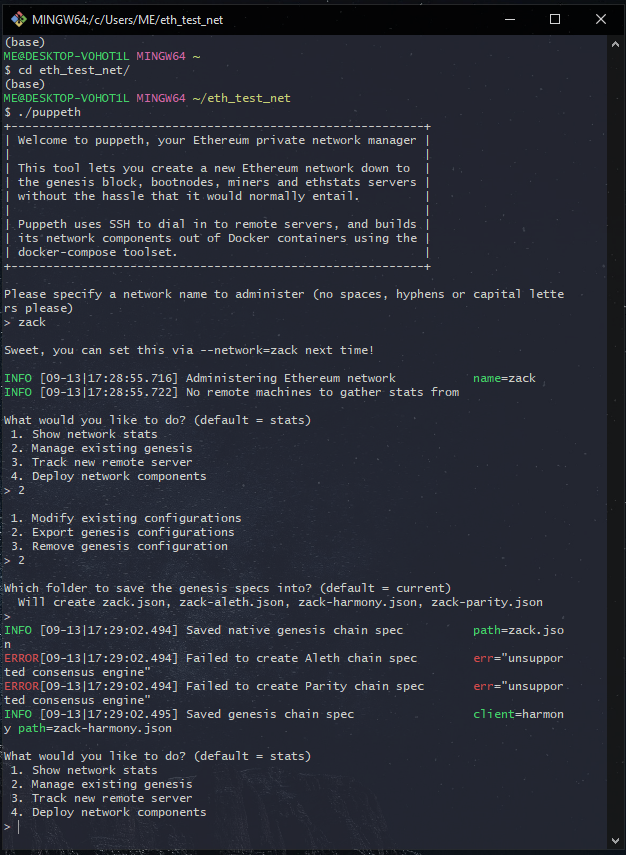 MINGW64:/c/Users/ME/eth_test_net
(base)
ME@DESKTOP-VOHOT1L MINGW64 ~
$ cd eth_test_net/
(base)
ME@DESKTOP-VOHOT1L MINGW64 ~/eth_test_net
$ ./puppeth
+-----------------------------------------------------------+
| Welcome to puppeth, your Ethereum private network manager |
|                                                           |
| This tool lets you create a new Ethereum network down to  |
| the genesis block, bootnodes, miners and ethstats servers |
| without the hassle that it would normally entail.         |
|                                                           |
| Puppeth uses SSH to dial in to remote servers, and builds |
| its network components out of Docker containers using the |
| docker-compose toolset.                                   |
+-----------------------------------------------------------+
Please specify a network name to administer (no spaces, hyphens or capital lette
rs please)
> zack
Sweet, you can set this via --network=zack next time!
INFO [09-13|17:28:55.716] Administering Ethereum network           name=zack
INFO [09-13|17:28:55.722] No remote machines to gather stats from
What would you like to do? (default = stats)
 1. Show network stats
 2. Manage existing genesis
 3. Track new remote server
 4. Deploy network components
> 2
 1. Modify existing configurations
 2. Export genesis configurations
 3. Remove genesis configuration
> 2
Which folder to save the genesis specs into? (default = current)
  Will create zack.json, zack-aleth.json, zack-harmony.json, zack-parity.json
>
INFO [09-13|17:29:02.494] Saved native genesis chain spec          path=zack.jso
n
ERROR[09-13|17:29:02.494] Failed to create Aleth chain spec        err="unsuppor
ted consensus engine"
ERROR[09-13|17:29:02.494] Failed to create Parity chain spec       err="unsuppor
ted consensus engine"
INFO [09-13|17:29:02.495] Saved genesis chain spec                 client=harmon
y path=zack-harmony.json
What would you like to do? (default = stats)
 1. Show network stats
 2. Manage existing genesis
 3. Track new remote server
 4. Deploy network components
>